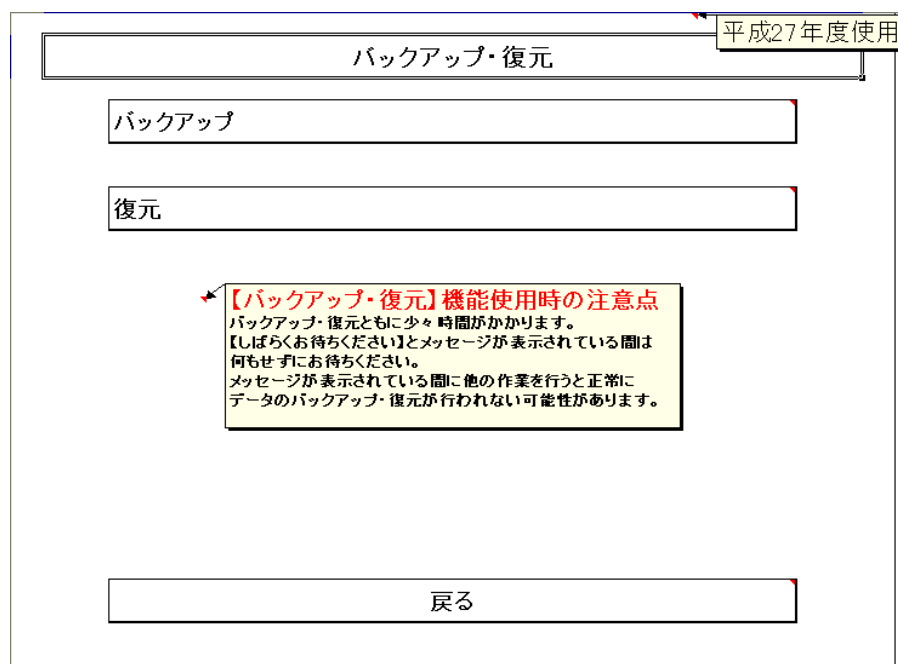 平成27年度使用
バックアップ・復元
バックアップ
復元
【バックアップ・復元】機能使用時の注意点
バックアップ・復元ともに少々時間がかかります。
【しばらくお待ちください】とメッセージが表示されている間は
何もせずにお待ちください。
メッセージが表示されている間に他の作業を行うと正常に
データのバックアップ・復元が行われない可能性があります。
戻る